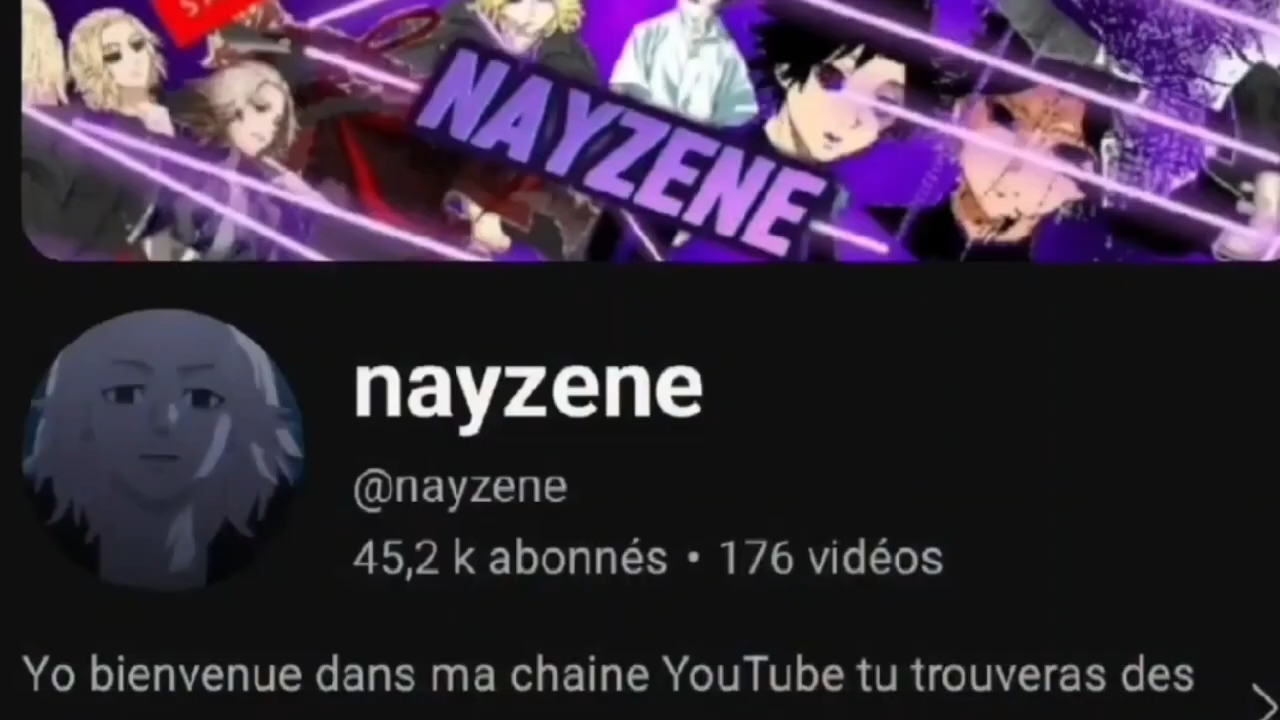 NAYZENE
nayzene
@nayzene
45,2 k abonnés • 176 vidéos
Yo bienvenue dans ma chaine YouTube tu trouveras des